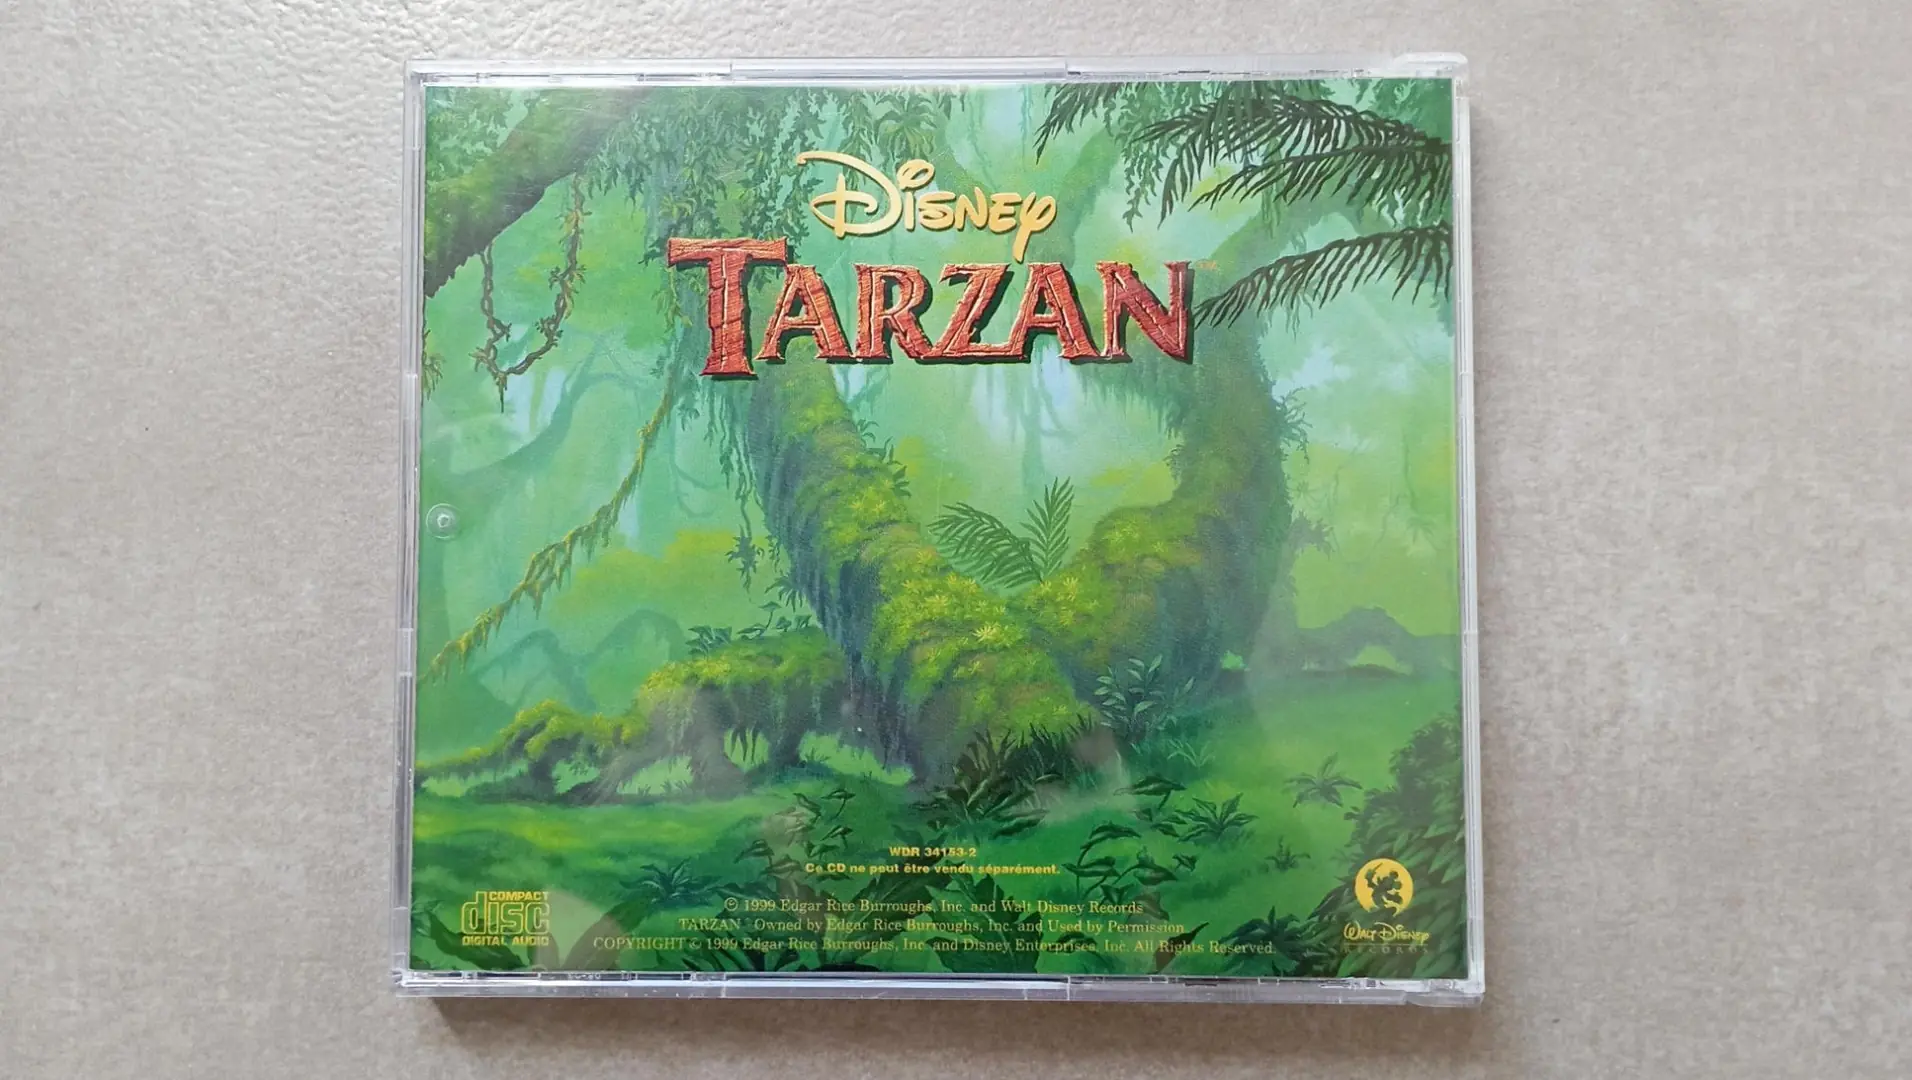 Disney
TARZAN™
WDR 34153-2
Ce CD ne peut être vendu séparément.
COMPACT
disc
DIGITAL AUDIO
℗ 1999 Edgar Rice Burroughs, Inc. and Walt Disney Records
TARZAN™ Owned by Edgar Rice Burroughs, Inc. and Used by Permission
COPYRIGHT © 1999 Edgar Rice Burroughs, Inc. and Disney Enterprises, Inc. All Rights Reserved.
WALT DISNEY
RECORDS